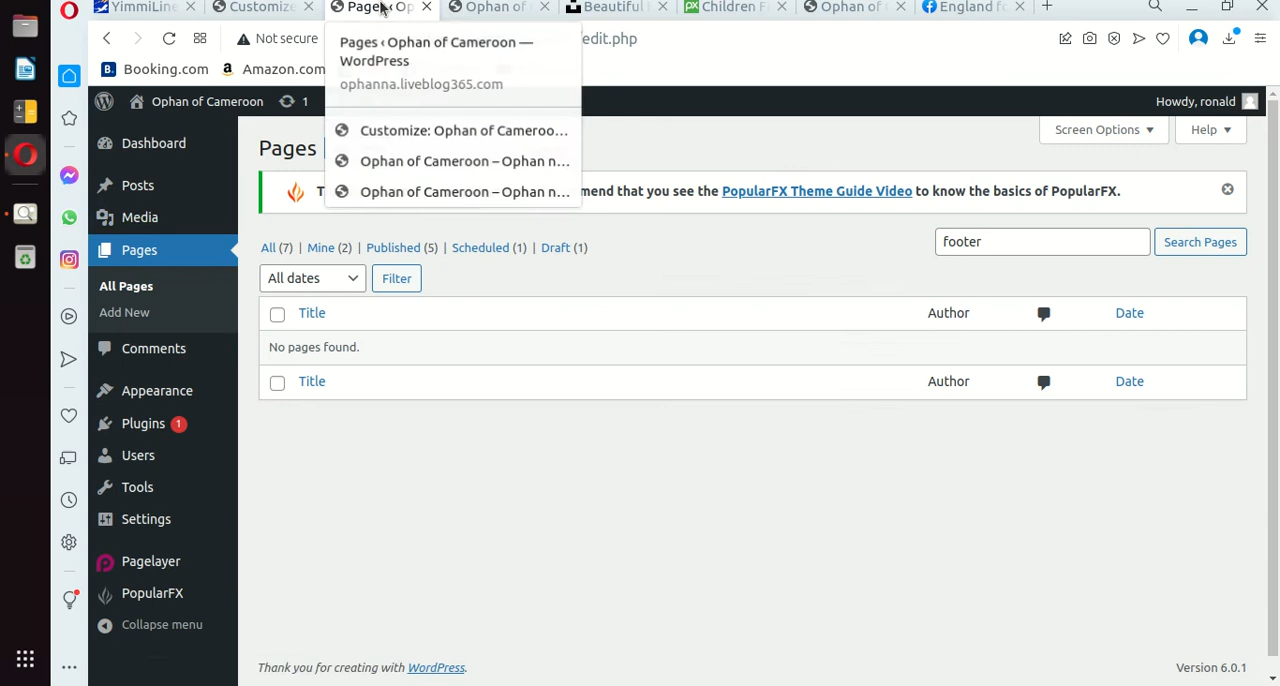 YimmiLine
Customize
Pages ‹ Op
Ophan of
Beautiful
Children F
Ophan of
England fo
Not secure
edit.php
Pages ‹ Ophan of Cameroon —
WordPress
ophanna.liveblog365.com
Customize: Ophan of Cameroo...
Ophan of Cameroon – Ophan n...
Ophan of Cameroon – Ophan n...
B. Booking.com
a Amazon.com
Ophan of Cameroon
1
Howdy, ronald
Screen Options
Help
Dashboard
Posts
Media
Pages
All Pages
Add New
Comments
Appearance
Plugins 1
Users
Tools
Settings
Pagelayer
PopularFX
Collapse menu
Pages
mend that you see the PopularFX Theme Guide Video to know the basics of PopularFX.
All (7) | Mine (2) | Published (5) | Scheduled (1) | Draft (1)
footer
Search Pages
All dates
Filter
Title
Author
Date
No pages found.
Title
Author
Date
Thank you for creating with WordPress.
Version 6.0.1